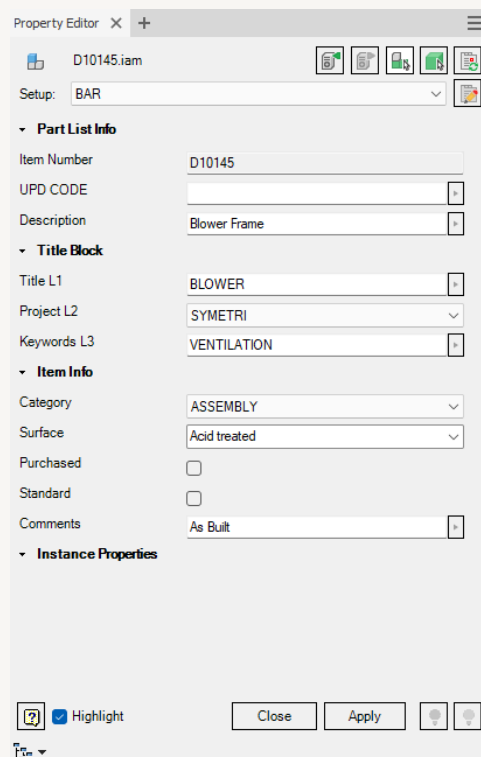 Property Editor
D10145.iam
Setup: BAR
Part List Info
Item Number D10145
UPD CODE
Description Blower Frame
Title Block
Title L1 BLOWER
Project L2 SYMETRI
Keywords L3 VENTILATION
Item Info
Category ASSEMBLY
Surface Acid treated
Purchased
Standard
Comments As Built
Instance Properties
? Highlight Close Apply